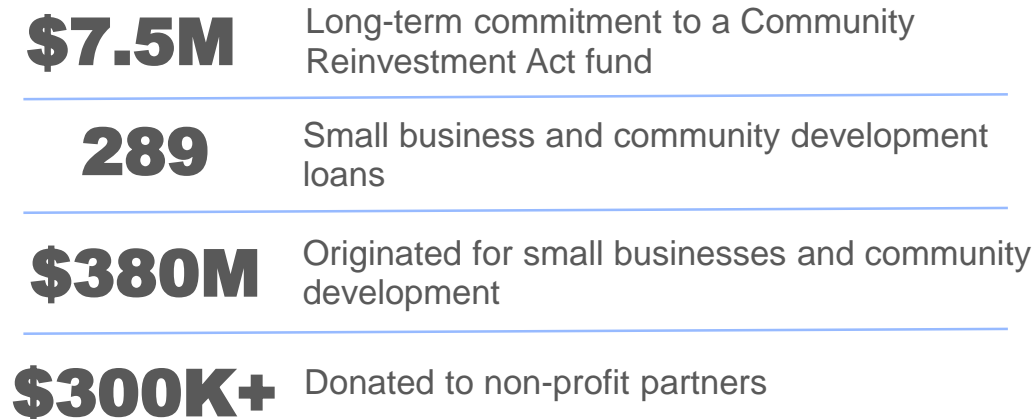 $7.5M
Long-term commitment to a Community
Reinvestment Act fund
289
Small business and community development
loans
$380M
Originated for small businesses and community
development
$300K+
Donated to non-profit partners